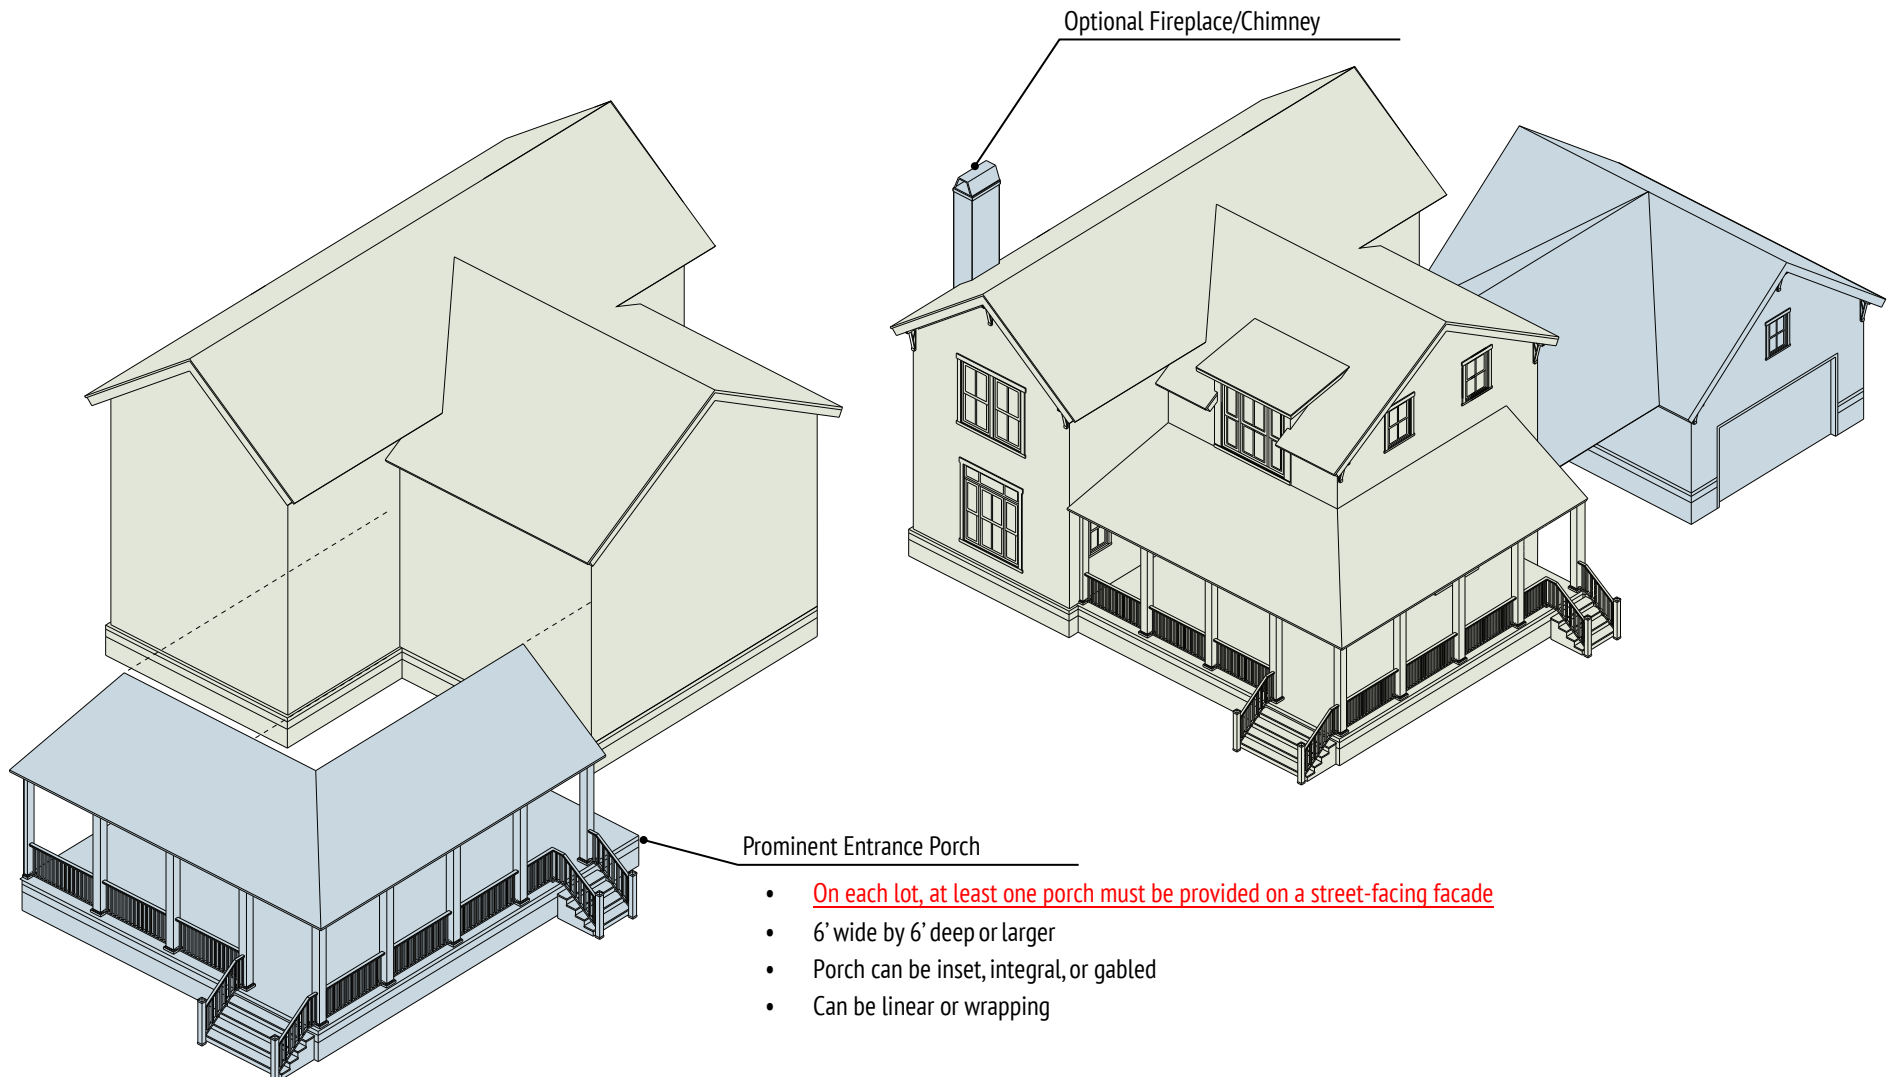 Optional Fireplace/Chimney
Prominent Entrance Porch
• On each lot, at least one porch must be provided on a street-facing facade
• 6’ wide by 6’ deep or larger
• Porch can be inset, integral, or gabled
• Can be linear or wrapping